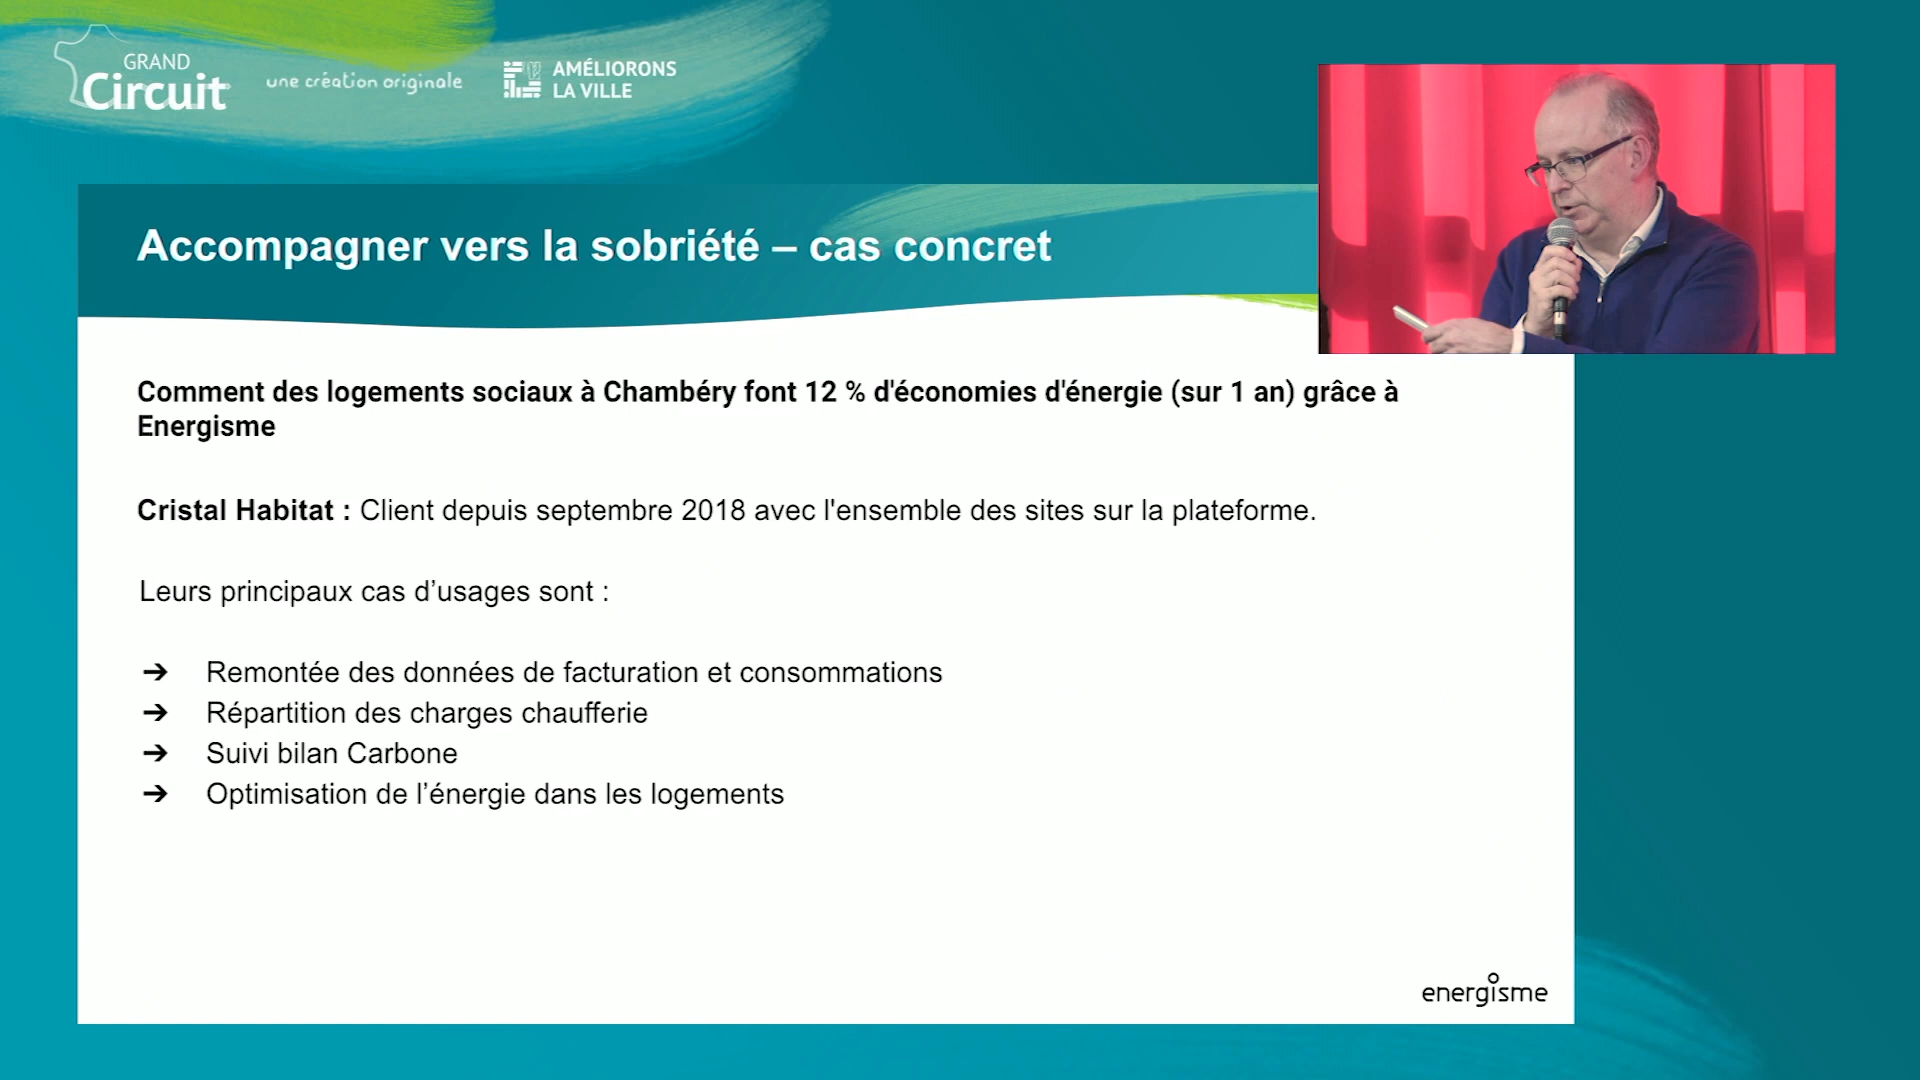 GRAND
Circuit
une création originale
AMÉLIORONS
LA VILLE
Accompagner vers la sobriété – cas concret
Comment des logements sociaux à Chambéry font 12 % d'économies d'énergie (sur 1 an) grâce à
Energisme
Cristal Habitat : Client depuis septembre 2018 avec l'ensemble des sites sur la plateforme.
Leurs principaux cas d’usages sont :
➔ Remontée des données de facturation et consommations
➔ Répartition des charges chaufferie
➔ Suivi bilan Carbone
➔ Optimisation de l’énergie dans les logements
energisme